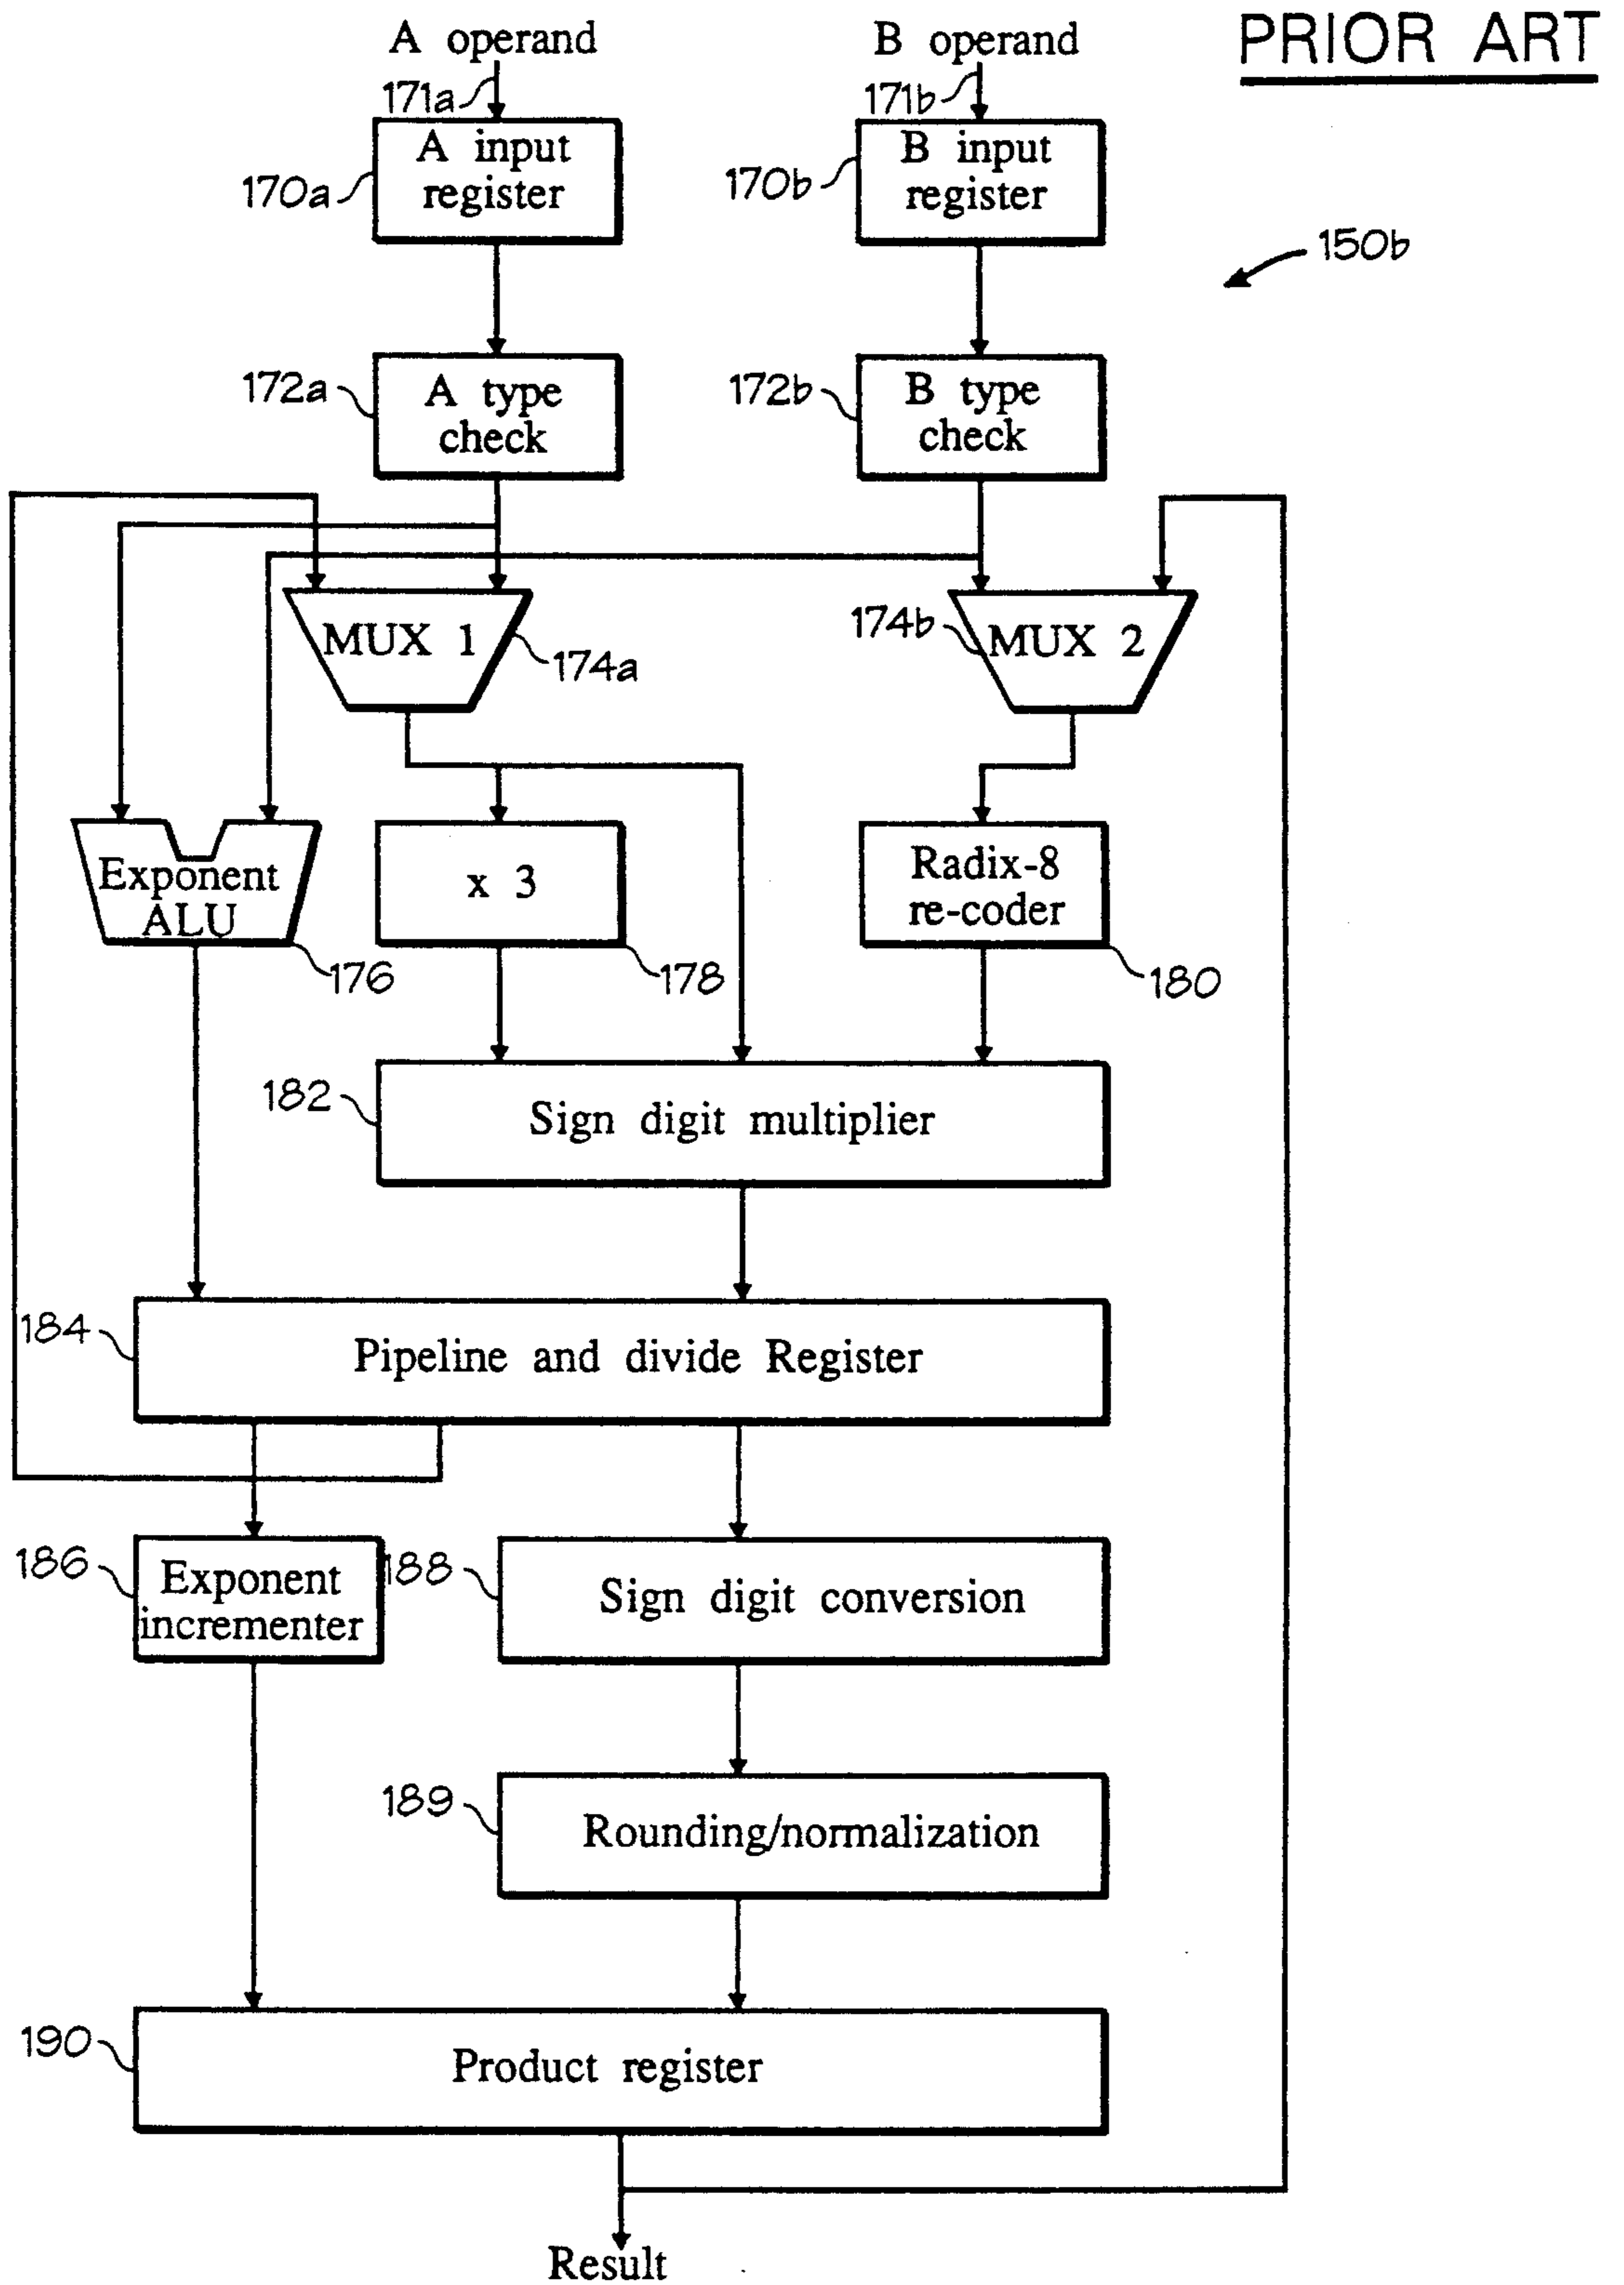 PRIOR ART
A operand
B operand
171a
171b
A input
register
B input
register
170a
170b
150b
172a
A type
check
172b
B type
check
MUX 1
174a
174b
MUX 2
Exponent
ALU
x 3
Radix-8
re-coder
176
178
180
182
Sign digit multiplier
184
Pipeline and divide Register
186
Exponent
incrementer
188
Sign digit conversion
189
Rounding/normalization
190
Product register
Result